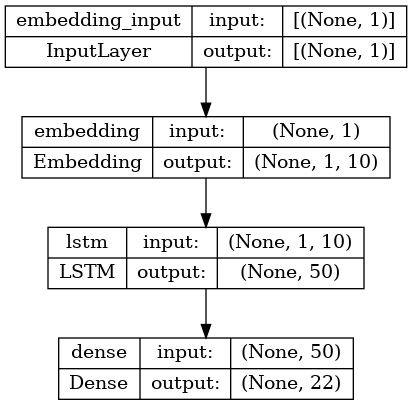 embedding_input input: [(None, 1)]
InputLayer output: [(None, 1)]
embedding input: (None, 1)
Embedding output: (None, 1, 10)
lstm input: (None, 1, 10)
LSTM output: (None, 50)
dense input: (None, 50)
Dense output: (None, 22)